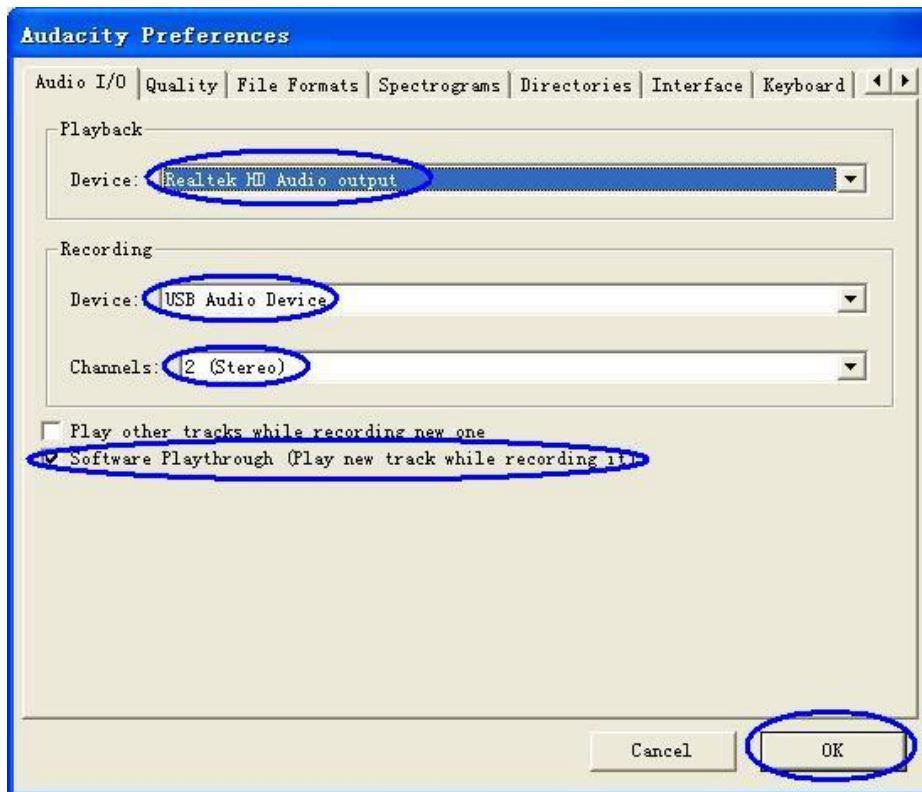 Audacity Preferences
Audio I/O Quality File Formats Spectrograms Directories Interface Keyboard
Playback
Device: Realtek HD Audio output
Recording
Device: USB Audio Device
Channels: 2 (Stereo)
Play other tracks while recording new one
Software Playthrough (Play new track while recording it)
Cancel OK